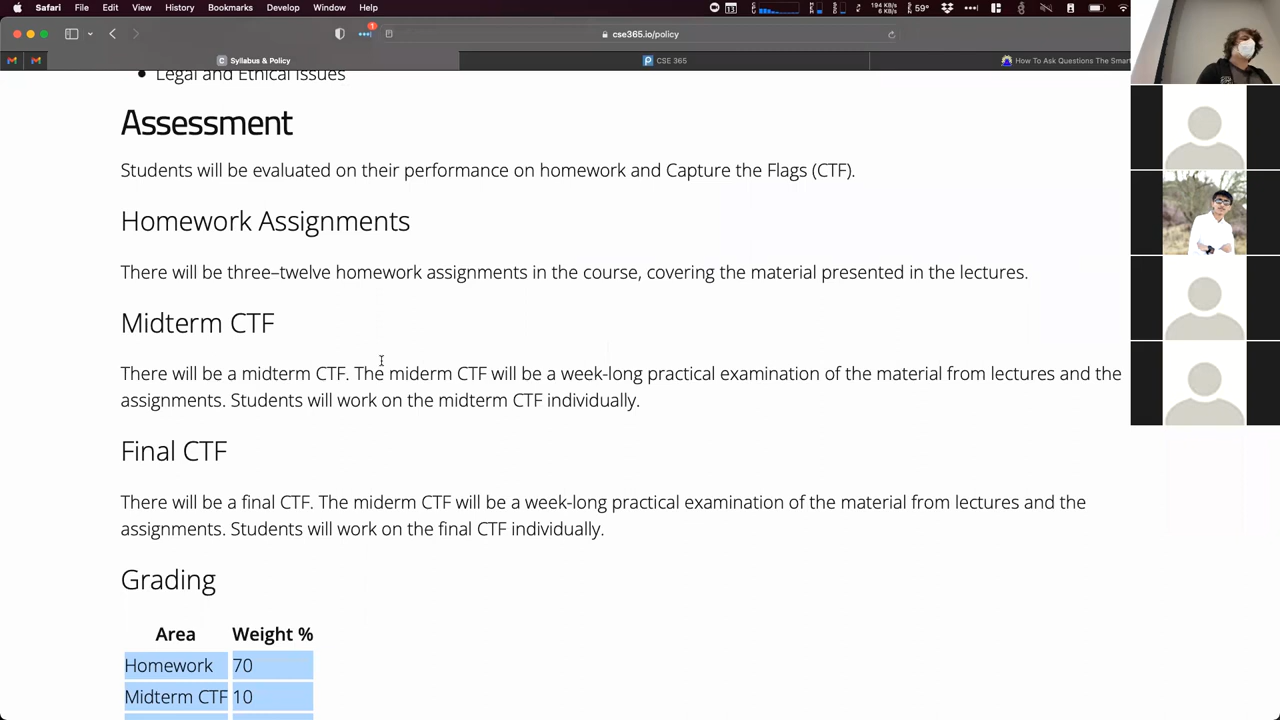 Safari File Edit View History Bookmarks Develop Window Help
194 KB/s
6 KB/s
59°
cse365.io/policy
Syllabus & Policy
CSE 365
How To Ask Questions The Smart
Legal and Ethical Issues
Assessment
Students will be evaluated on their performance on homework and Capture the Flags (CTF).
Homework Assignments
There will be three–twelve homework assignments in the course, covering the material presented in the lectures.
Midterm CTF
There will be a midterm CTF. The miderm CTF will be a week-long practical examination of the material from lectures and the
assignments. Students will work on the midterm CTF individually.
Final CTF
There will be a final CTF. The miderm CTF will be a week-long practical examination of the material from lectures and the
assignments. Students will work on the final CTF individually.
Grading
Area Weight %
Homework 70
Midterm CTF 10